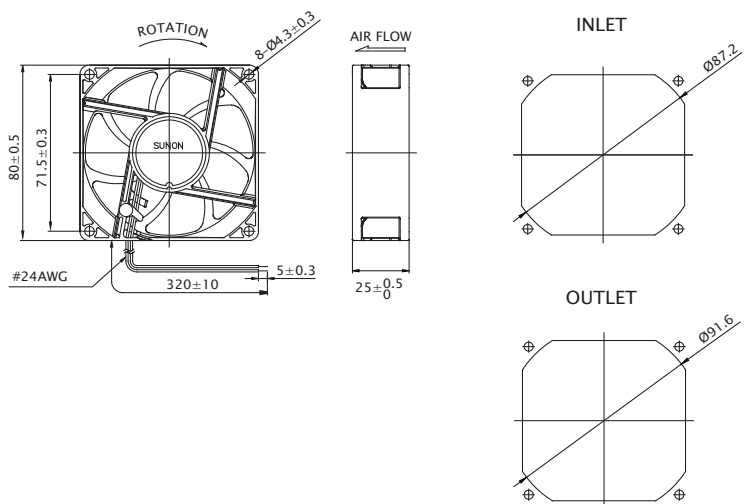 ROTATION
8-Ø4.3±0.3
80±0.5
71.5±0.3
SUNON
#24AWG
5±0.3
320±10
AIR FLOW
25±0.5
0
INLET
Ø87.2
OUTLET
Ø91.6